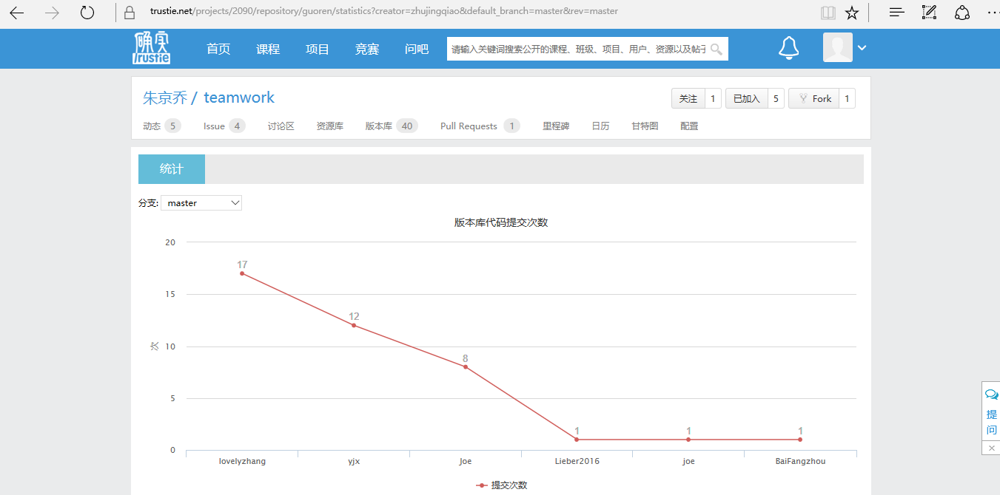 trustie.net/projects/2090/repository/guoren/statistics?creator=zhujingqiao&default_branch=master&rev=master
确实 Trustie 首页 课程 项目 竞赛 问吧 请输入关键词搜索公开的课程、班级、项目、用户、资源以及帖子
朱京乔 / teamwork 关注 1 已加入 5 Fork 1
动态 5 Issue 4 讨论区 资源库 版本库 40 Pull Requests 1 里程碑 日历 甘特图 配置
统计
分支: master
版本库代码提交次数
20
17
15
12
次 10
8
5
1 1 1
0
lovelyzhang yjx Joe Lieber2016 joe BaiFangzhou
提交次数
提
问